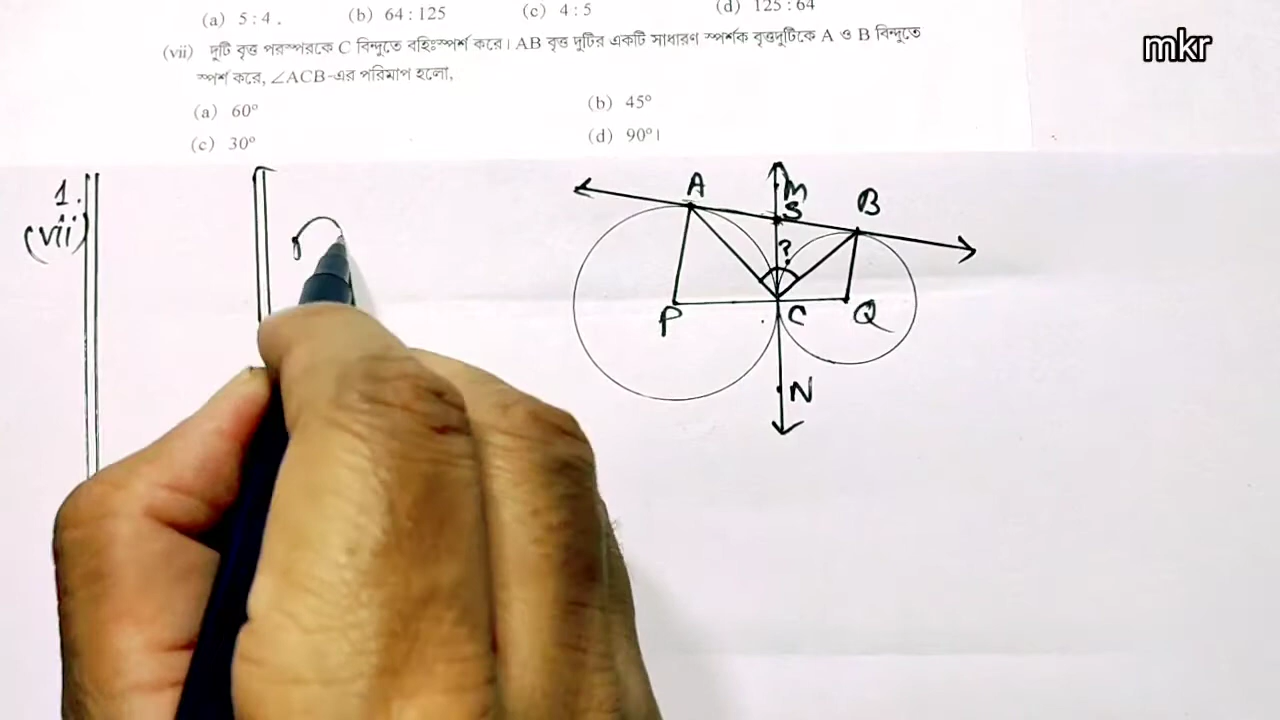 (a) 5 : 4 . (b) 64 : 125 (c) 4 : 5 (d) 125 : 64
(vii) দুটি বৃত্ত পরস্পরকে C বিন্দুতে বহিঃস্পর্শ করে। AB বৃত্ত দুটির একটি সাধারণ স্পর্শক বৃত্তদুটিকে A ও B বিন্দুতে
স্পর্শ করে, ∠ACB-এর পরিমাপ হলো,
(a) 60° (b) 45°
(c) 30° (d) 90°।
mkr
1.
(vii)
A M
S B
?
P C Q
N